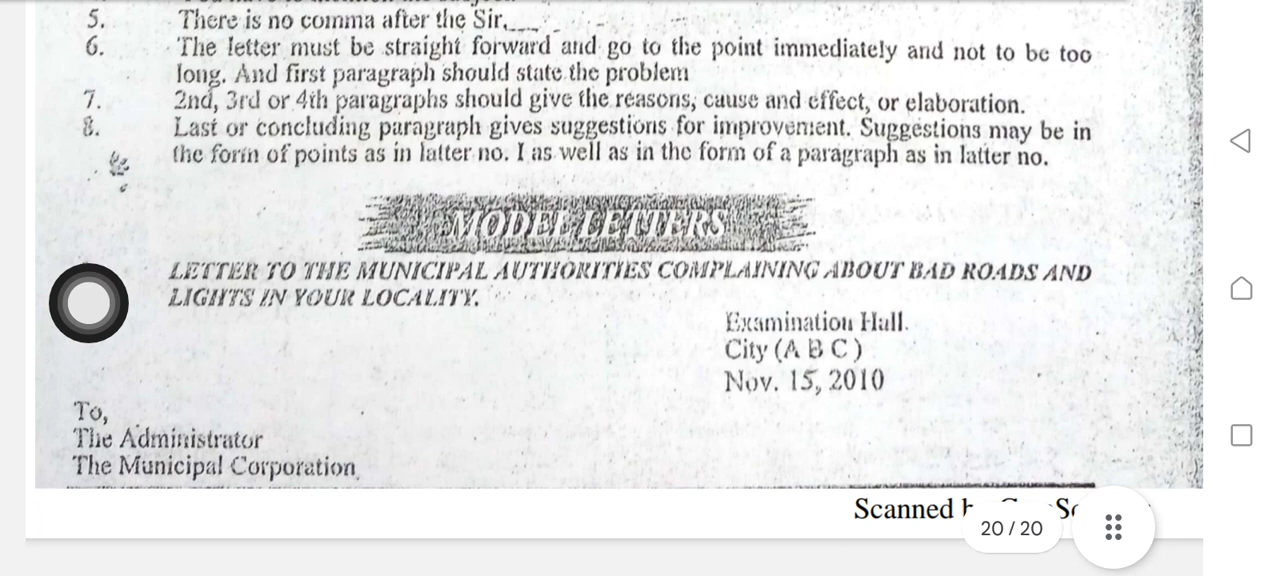 5. There is no comma after the Sir.
6. The letter must be straight forward and go to the point immediately and not to be too
long. And first paragraph should state the problem
7. 2nd, 3rd or 4th paragraphs should give the reasons, cause and effect, or elaboration.
8. Last or concluding paragraph gives suggestions for improvement. Suggestions may be in
the form of points as in latter no. I as well as in the form of a paragraph as in latter no.
MODEL LETTERS
LETTER TO THE MUNICIPAL AUTHORITIES COMPLAINING ABOUT BAD ROADS AND
LIGHTS IN YOUR LOCALITY.
Examination Hall.
City (A B C)
Nov. 15, 2010
To,
The Administrator
The Municipal Corporation
Scanned
20 / 20